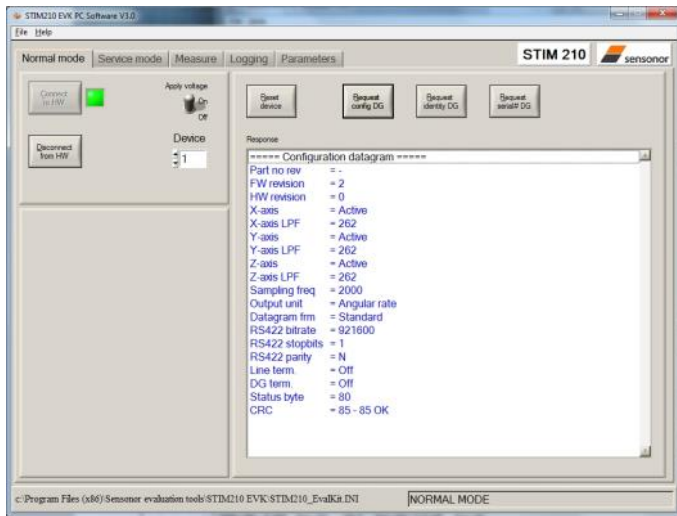 STIM210 EVK PC Software V3.0
File Help
Normal mode Service mode Measure Logging Parameters
STIM 210 sensonor
Connect to HW
Apply voltage
On
Off
Disconnect from HW
Device
1
Reset device
Request config DG
Request identity DG
Request serial# DG
Response
===== Configuration datagram =====
Part no rev = -
FW revision = 2
HW revision = 0
X-axis = Active
X-axis LPF = 262
Y-axis = Active
Y-axis LPF = 262
Z-axis = Active
Z-axis LPF = 262
Sampling freq = 2000
Output unit = Angular rate
Datagram frm = Standard
RS422 bitrate = 921600
RS422 stopbits = 1
RS422 parity = N
Line term. = Off
DG term. = Off
Status byte = 80
CRC = 85 - 85 OK
c:\Program Files (x86)\Sensonor evaluation tools\STIM210 EVK\STIM210_EvalKit.INI
NORMAL MODE